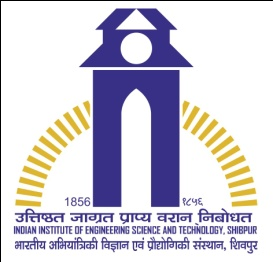 1856 १८५६
उत्तिष्ठत जाग्रत प्राप्य वरान निबोधत
INDIAN INSTITUTE OF ENGINEERING SCIENCE AND TECHNOLOGY, SHIBPUR
भारतीय अभियांत्रिकी विज्ञान एवं प्रौद्योगिकी संस्थान, शिवपुर